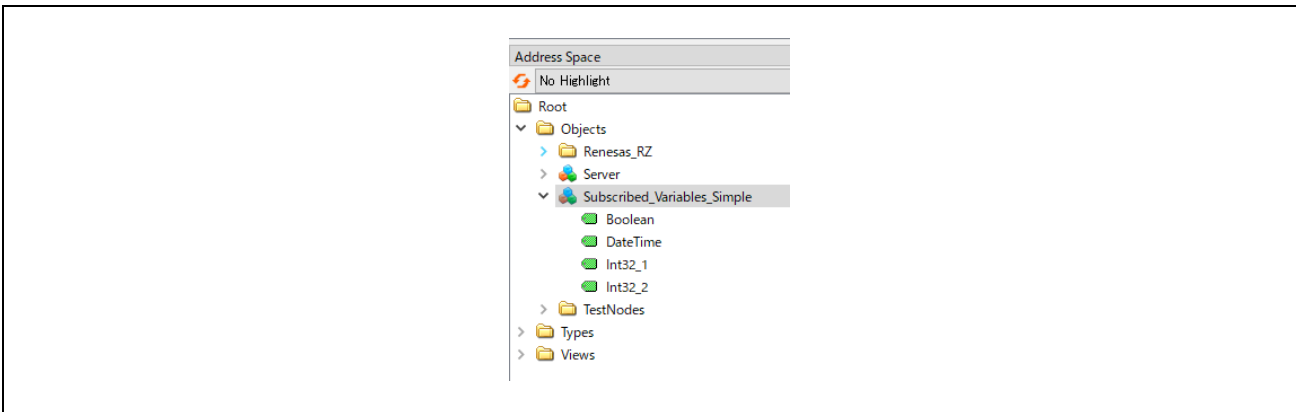 Address Space
No Highlight
Root
Objects
Renesas_RZ
Server
Subscribed_Variables_Simple
Boolean
DateTime
Int32_1
Int32_2
TestNodes
Types
Views